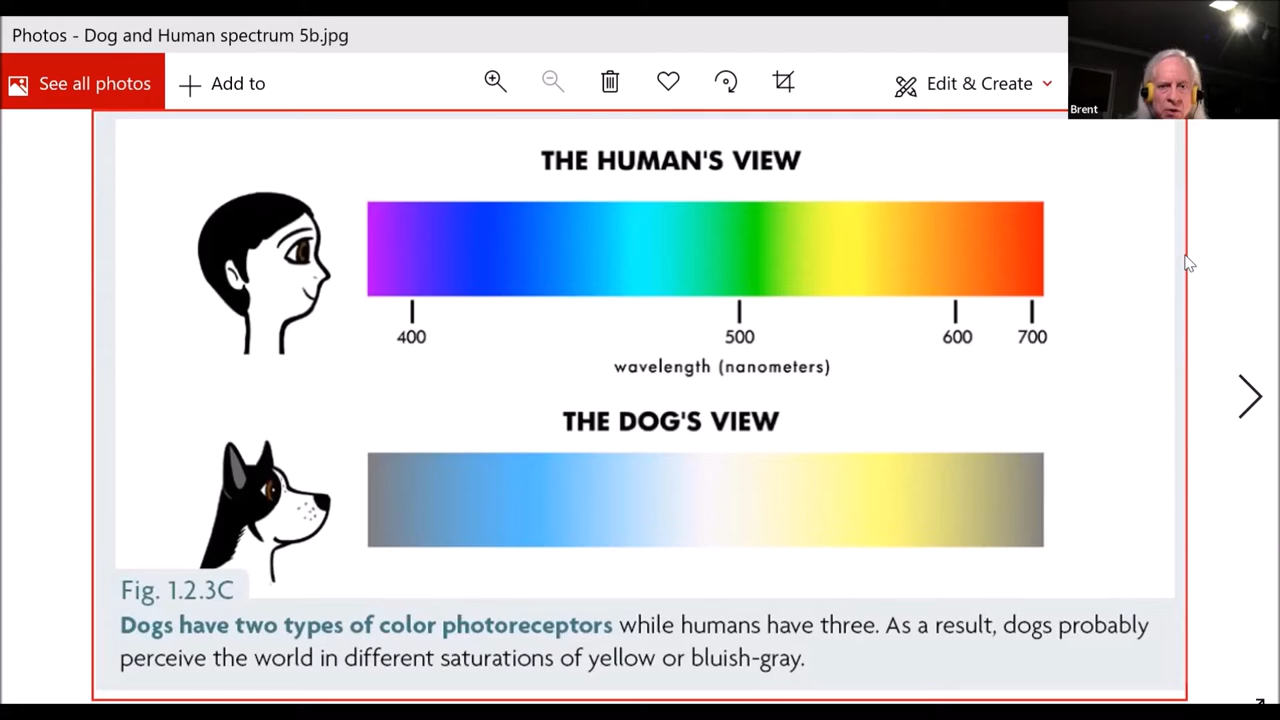 Photos - Dog and Human spectrum 5b.jpg
See all photos
Add to
Edit & Create
Brent
THE HUMAN'S VIEW
400 500 600 700
wavelength (nanometers)
THE DOG'S VIEW
Fig. 1.2.3C
Dogs have two types of color photoreceptors while humans have three. As a result, dogs probably
perceive the world in different saturations of yellow or bluish-gray.